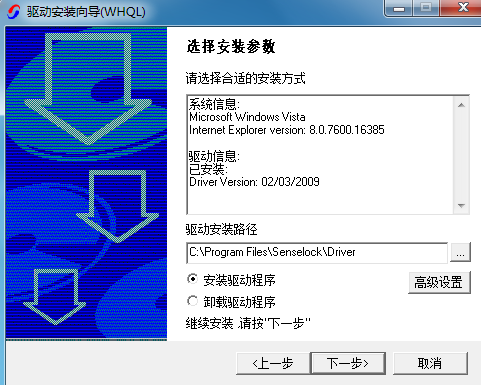 驱动安装向导(WHQL)
选择安装参数
请选择合适的安装方式
系统信息:
Microsoft Windows Vista
Internet Explorer version: 8.0.7600.16385
驱动信息:
已安装:
Driver Version: 02/03/2009
驱动安装路径
C:\Program Files\Senselock\Driver
...
安装驱动程序
高级设置
卸载驱动程序
继续安装 ,请按"下一步"
<上一步
下一步>
取消